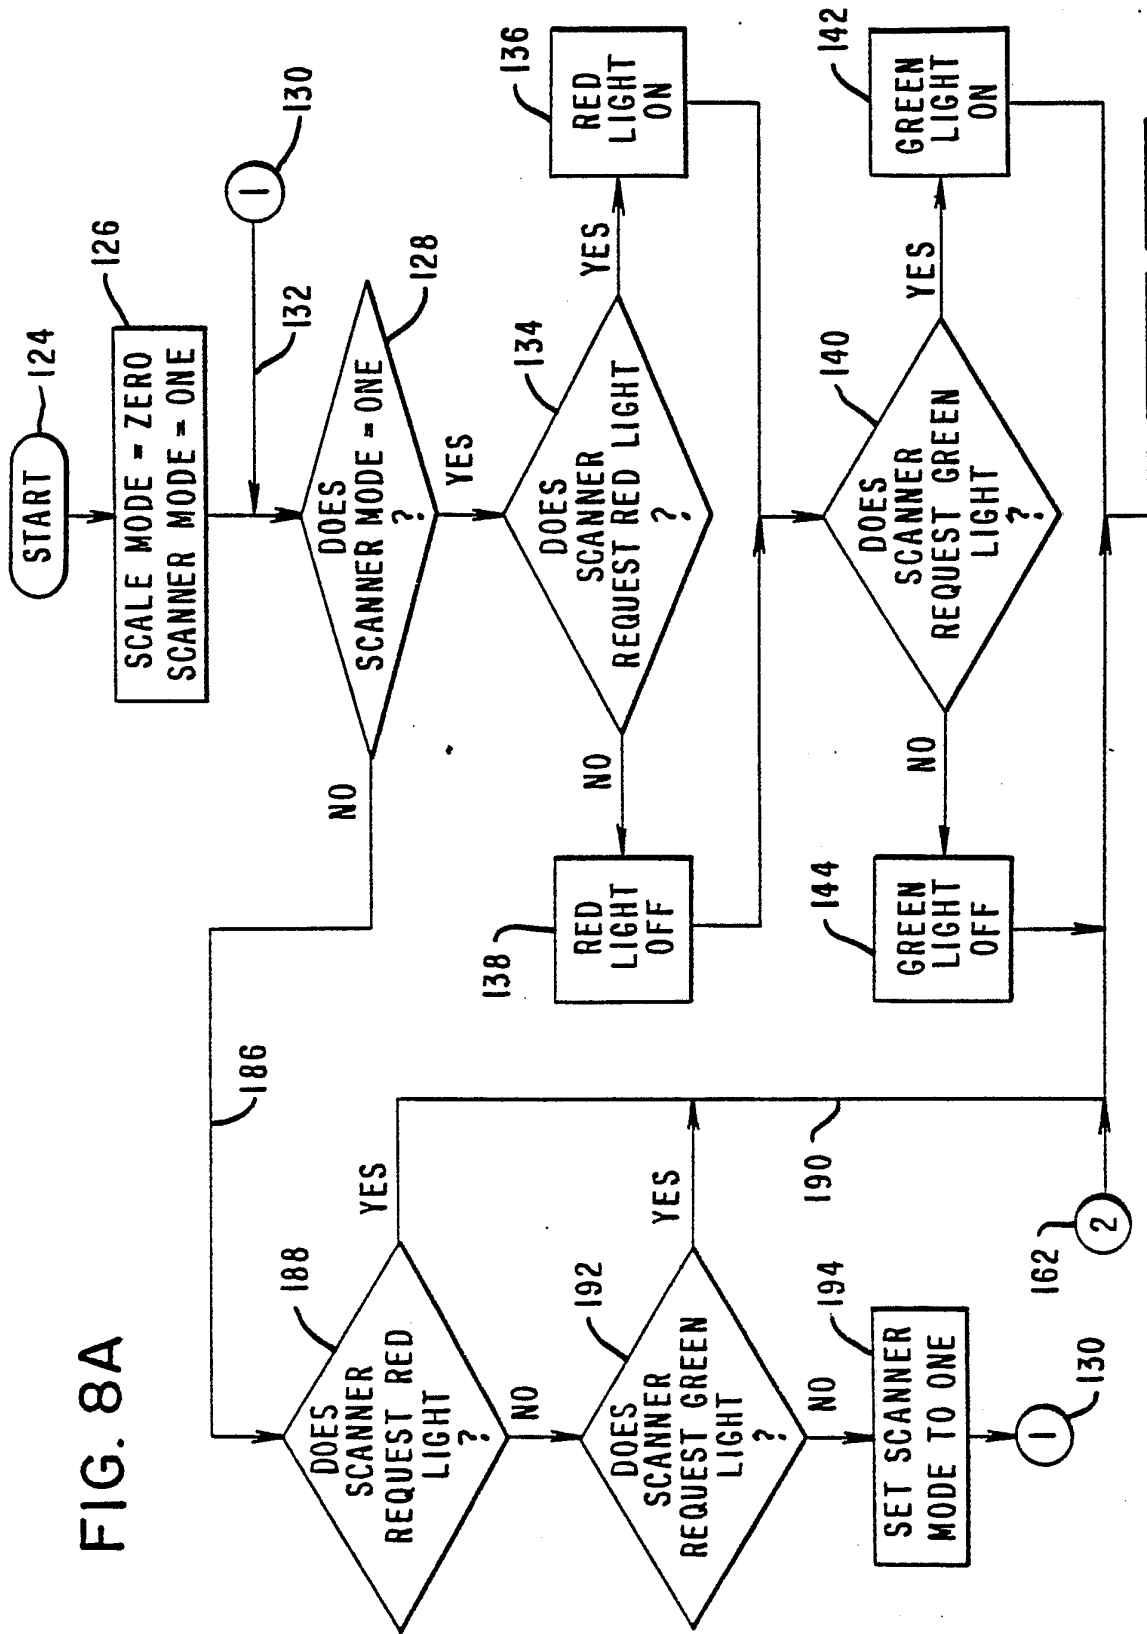 FIG. 8A
START
124
SCALE MODE = ZERO
SCANNER MODE = ONE
126
1
130
132
DOES
SCANNER MODE = ONE
?
128
NO
YES
186
DOES
SCANNER
REQUEST RED LIGHT
?
134
NO
YES
RED
LIGHT
OFF
138
RED
LIGHT
ON
136
DOES
SCANNER
REQUEST GREEN
LIGHT
?
140
NO
YES
GREEN
LIGHT
OFF
144
GREEN
LIGHT
ON
142
DOES
SCANNER
REQUEST RED
LIGHT
?
188
YES
NO
190
DOES
SCANNER
REQUEST GREEN
LIGHT
?
192
YES
NO
SET SCANNER
MODE TO ONE
194
1
130
162
2